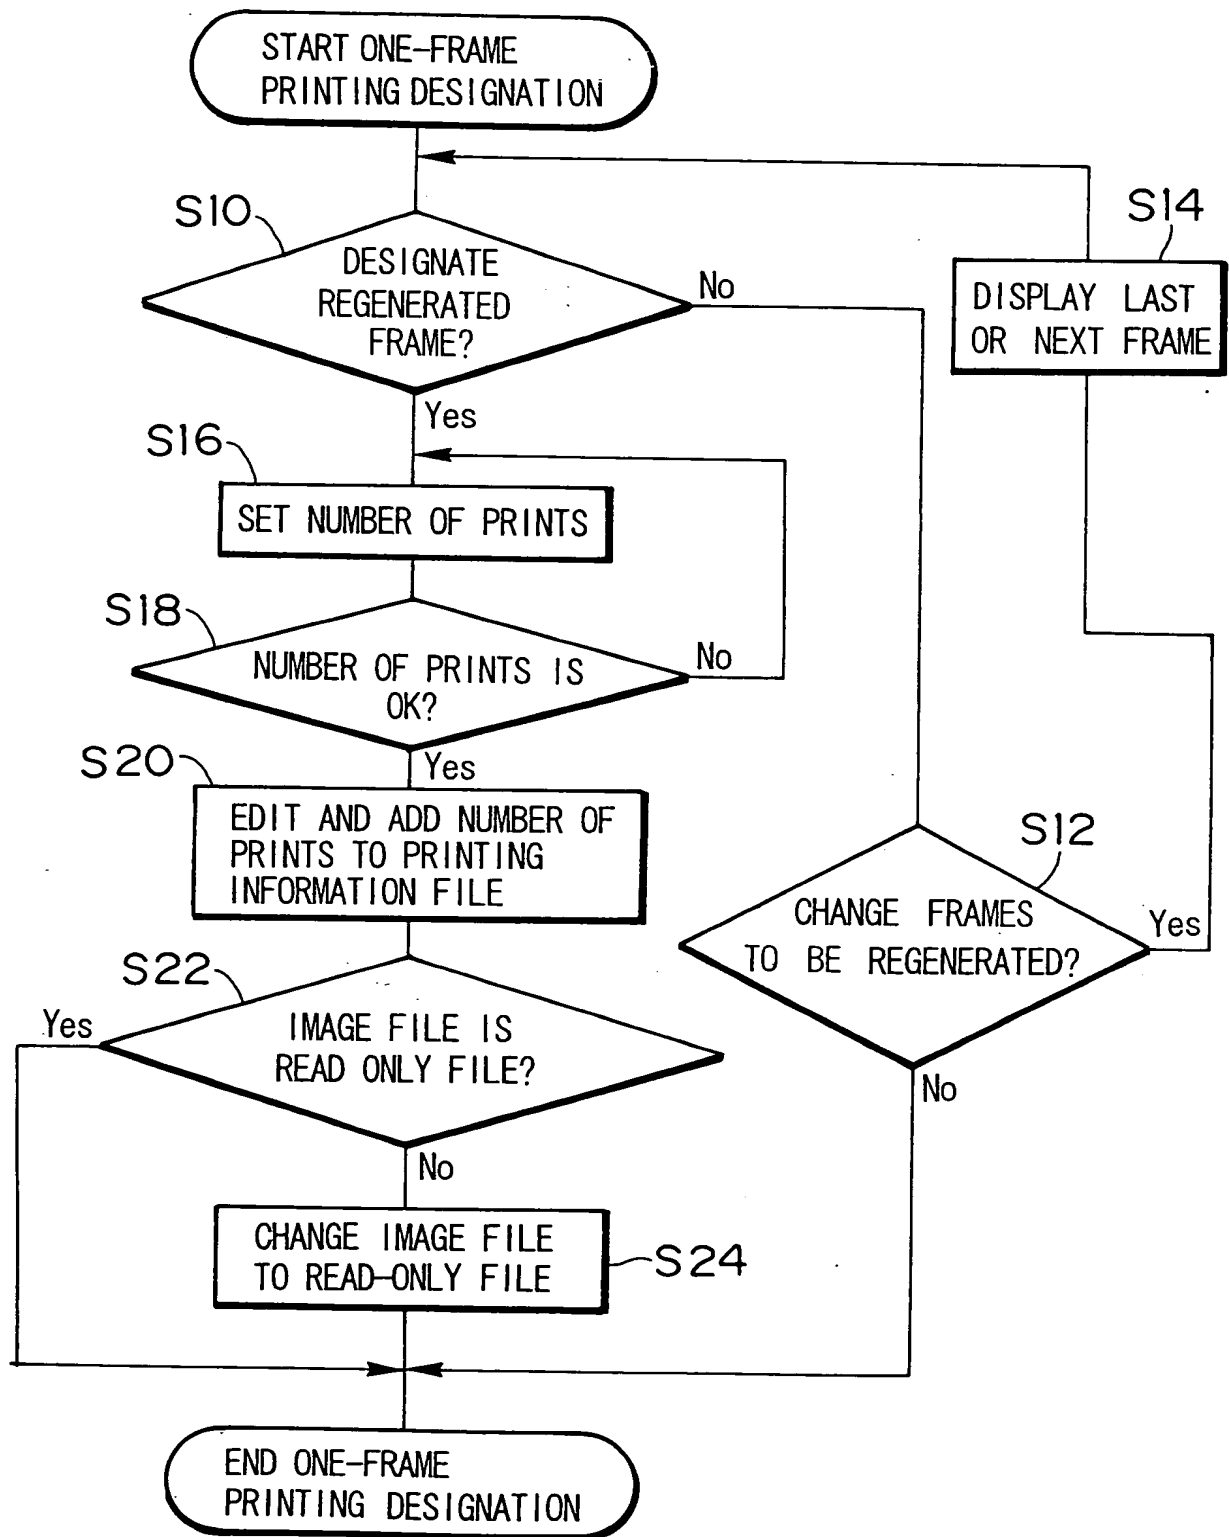 START ONE-FRAME
PRINTING DESIGNATION
S10
DESIGNATE
REGENERATED
FRAME?
No
S14
DISPLAY LAST
OR NEXT FRAME
Yes
S16
SET NUMBER OF PRINTS
S18
NUMBER OF PRINTS IS
OK?
No
Yes
S20
EDIT AND ADD NUMBER OF
PRINTS TO PRINTING
INFORMATION FILE
S12
CHANGE FRAMES
TO BE REGENERATED?
Yes
No
S22
Yes
IMAGE FILE IS
READ ONLY FILE?
No
CHANGE IMAGE FILE
TO READ-ONLY FILE
S24
END ONE-FRAME
PRINTING DESIGNATION